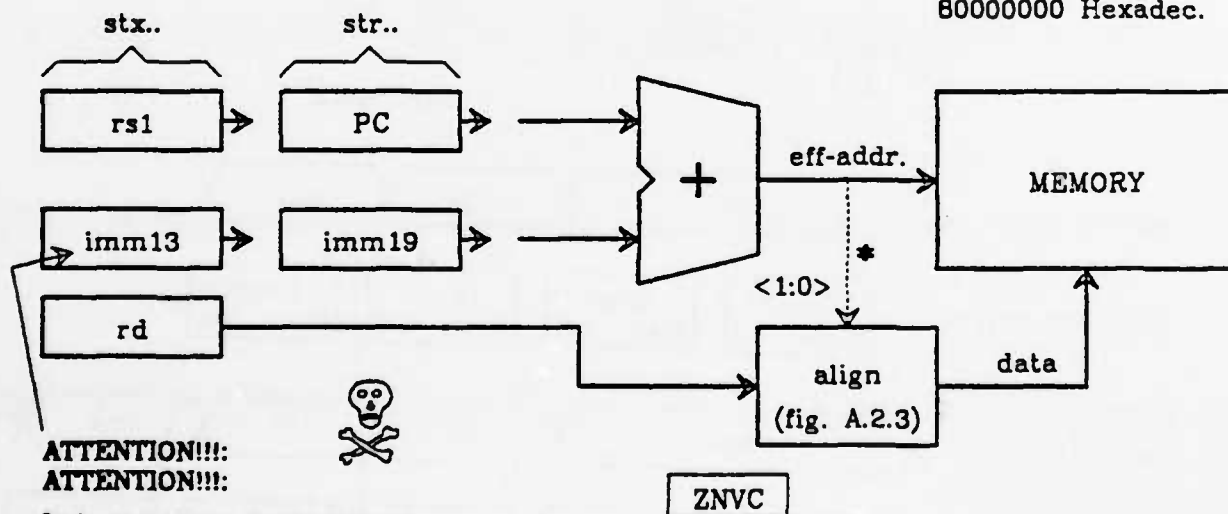 80000000 Hexadec.
stx..
str..
rs1
PC
+
eff-addr.
MEMORY
imm13
imm19
*
<1:0>
rd
align
(fig. A.2.3)
data
ATTENTION!!!:
ATTENTION!!!:
ZNVC